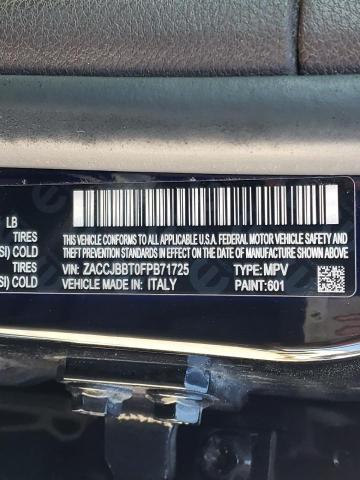 LB
TIRES
SI) COLD
TIRES
SI) COLD
THIS VEHICLE CONFORMS TO ALL APPLICABLE U.S.A. FEDERAL MOTOR VEHICLE SAFETY AND
THEFT PREVENTION STANDARDS IN EFFECT ON THE DATE OF MANUFACTURE SHOWN ABOVE.
VIN: ZACCJBBT0FPB71725 TYPE: MPV
VEHICLE MADE IN: ITALY PAINT: 601